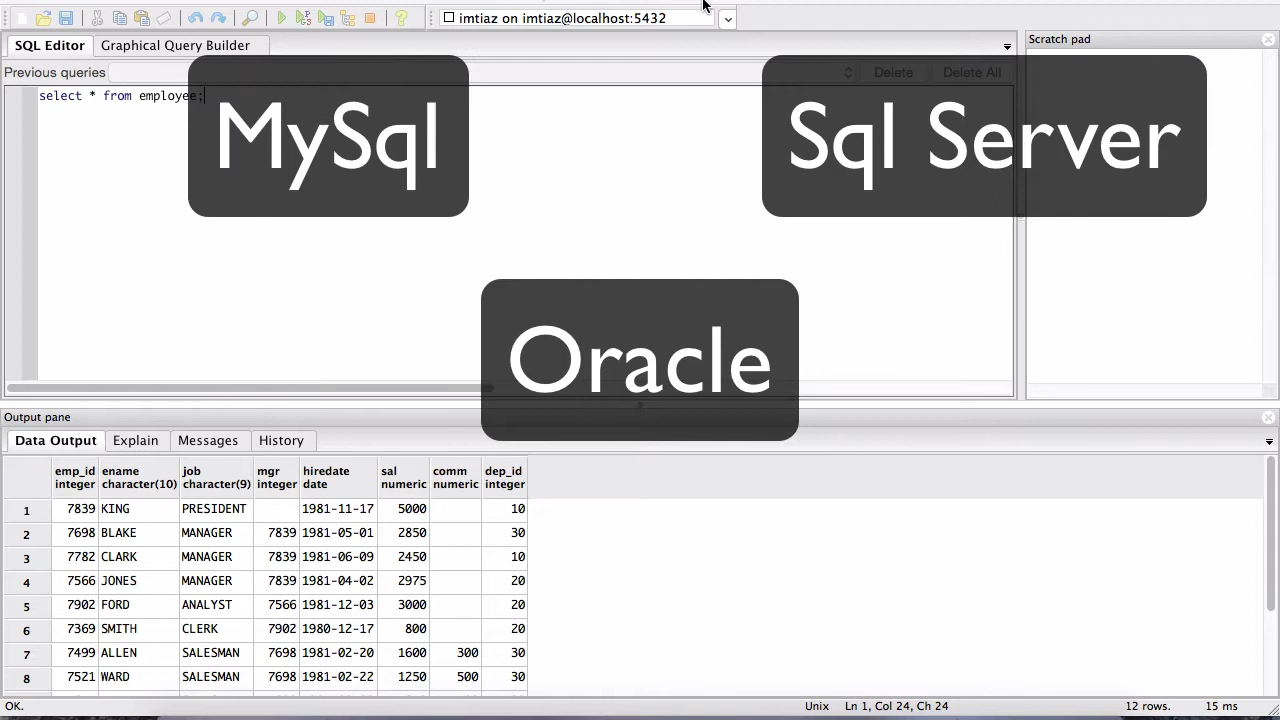 imtiaz on imtiaz@localhost:5432
SQL Editor
Graphical Query Builder
Scratch pad
Previous queries
Delete
Delete All
select * from employee;
MySql
Sql Server
Oracle
Output pane
Data Output
Explain
Messages
History
emp_id integer
ename character(10)
job character(9)
mgr integer
hiredate date
sal numeric
comm numeric
dep_id integer
1 7839 KING PRESIDENT 1981-11-17 5000 10
2 7698 BLAKE MANAGER 7839 1981-05-01 2850 30
3 7782 CLARK MANAGER 7839 1981-06-09 2450 10
4 7566 JONES MANAGER 7839 1981-04-02 2975 20
5 7902 FORD ANALYST 7566 1981-12-03 3000 20
6 7369 SMITH CLERK 7902 1980-12-17 800 20
7 7499 ALLEN SALESMAN 7698 1981-02-20 1600 300 30
8 7521 WARD SALESMAN 7698 1981-02-22 1250 500 30
OK.
Unix
Ln 1, Col 24, Ch 24
12 rows.
15 ms